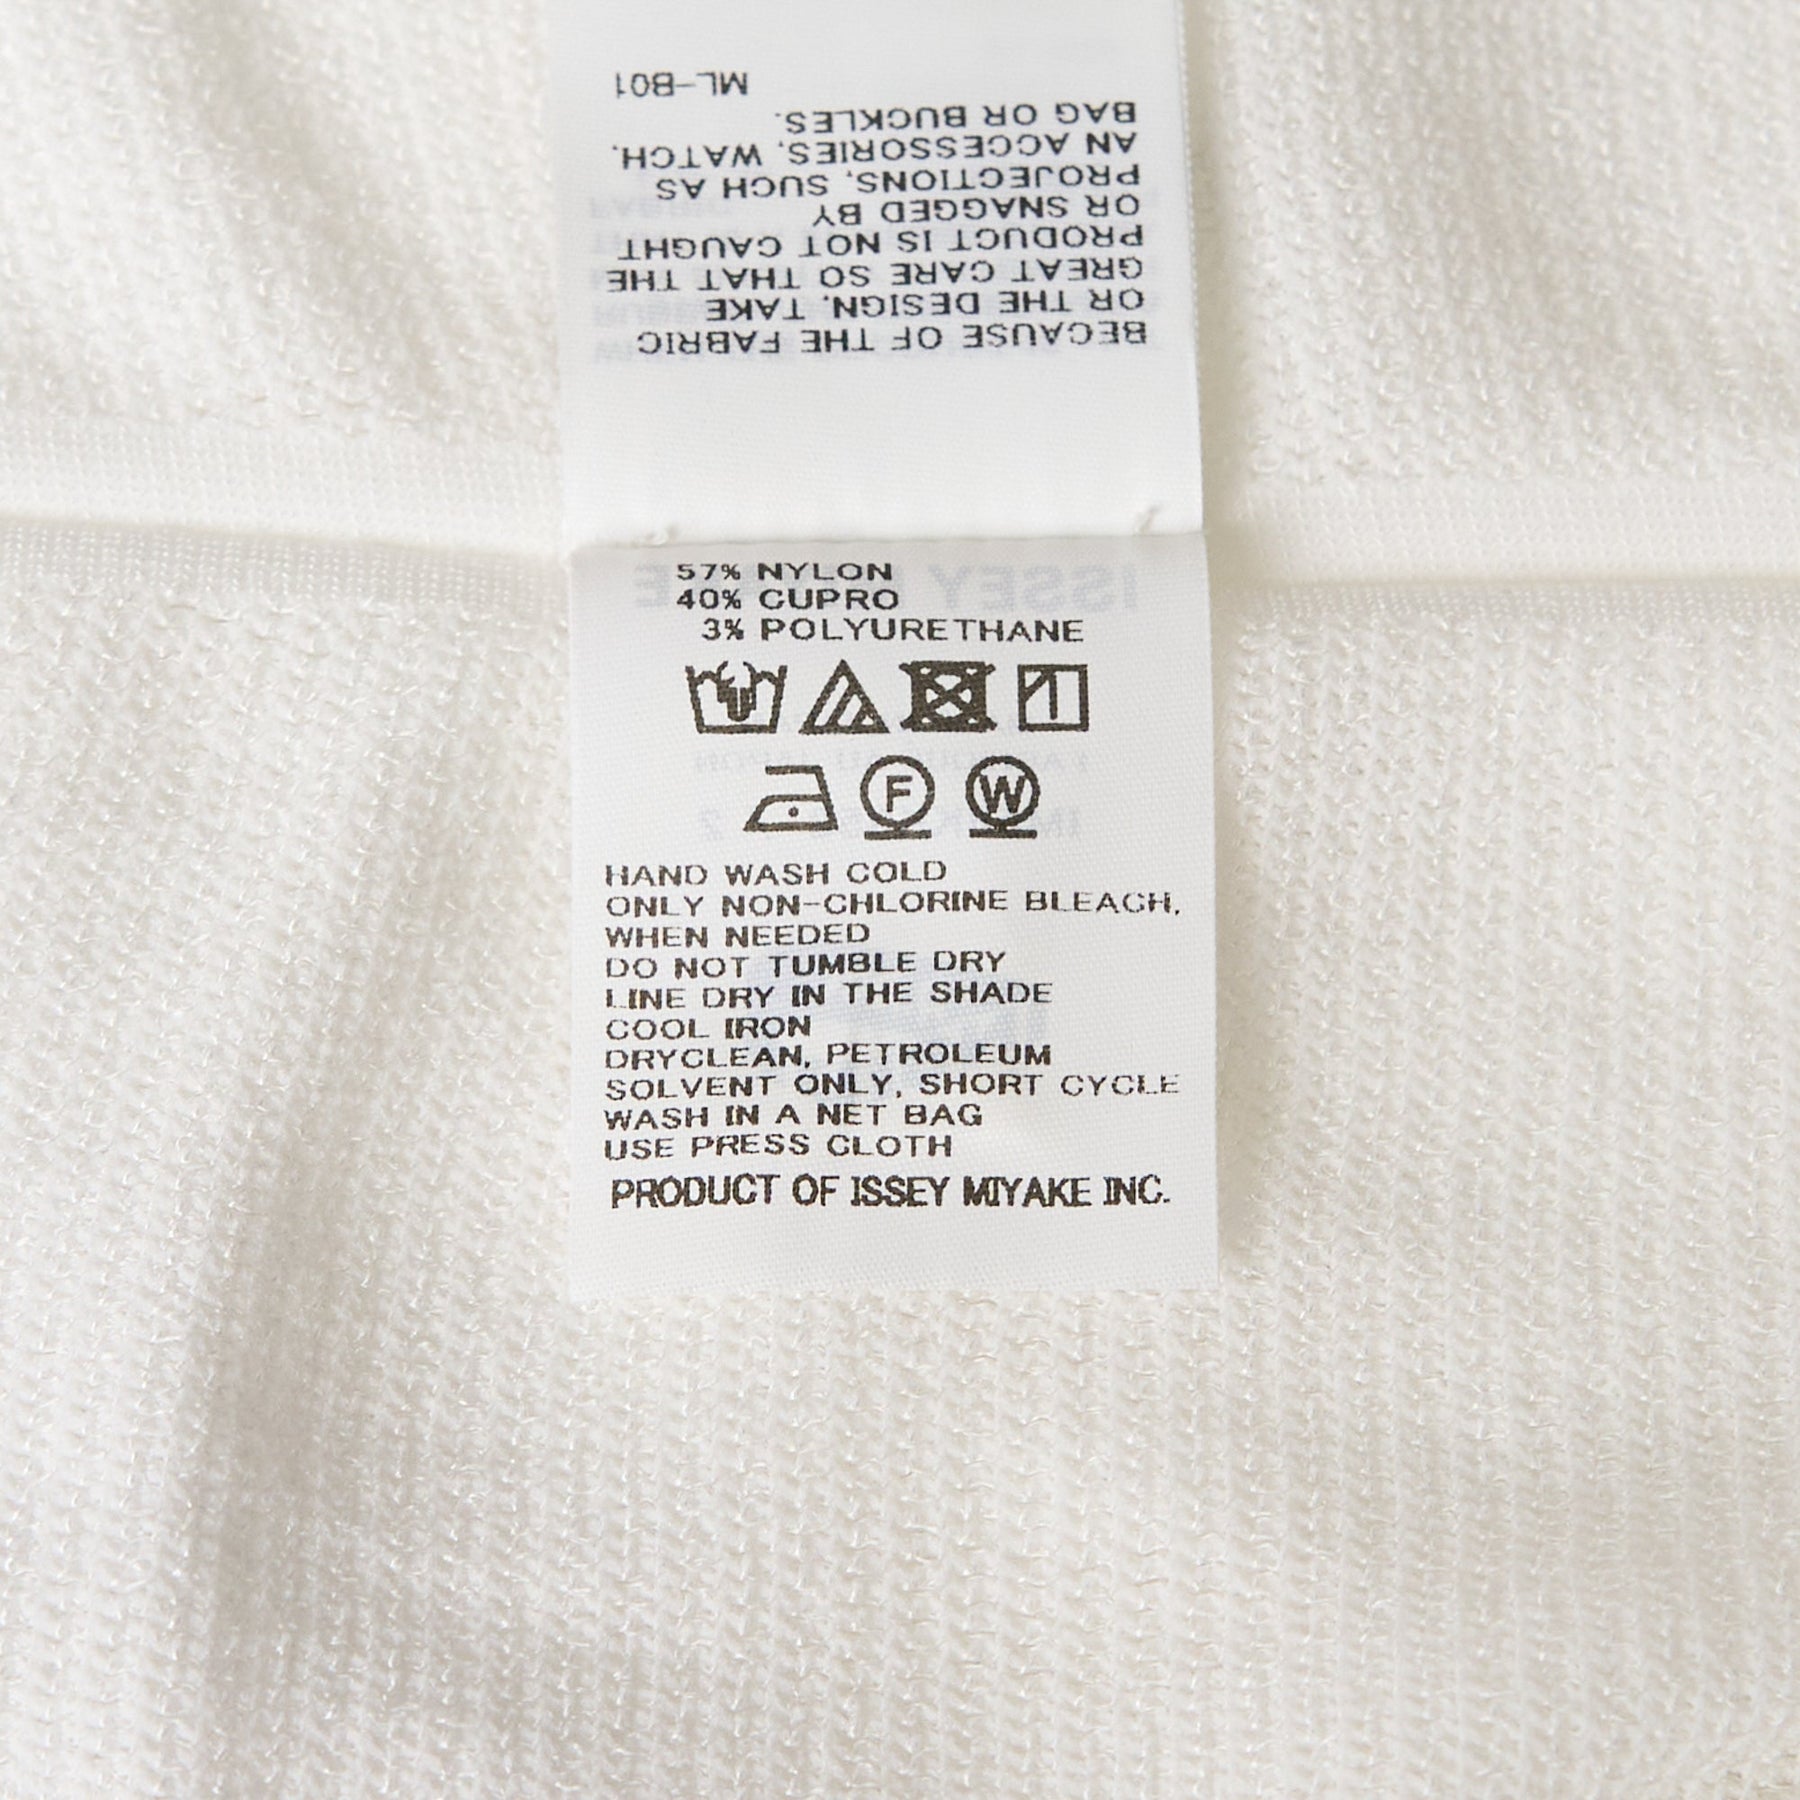 BECAUSE OF THE FABRIC
OR THE DESIGN, TAKE
GREAT CARE SO THAT THE
PRODUCT IS NOT CAUGHT
OR SNAGGED BY
PROJECTIONS, SUCH AS
AN ACCESSORIES, WATCH,
BAG OR BUCKLES.
ML-B01
57% NYLON
40% CUPRO
3% POLYURETHANE
F W
HAND WASH COLD
ONLY NON-CHLORINE BLEACH,
WHEN NEEDED
DO NOT TUMBLE DRY
LINE DRY IN THE SHADE
COOL IRON
DRYCLEAN, PETROLEUM
SOLVENT ONLY, SHORT CYCLE
WASH IN A NET BAG
USE PRESS CLOTH
PRODUCT OF ISSEY MIYAKE INC.